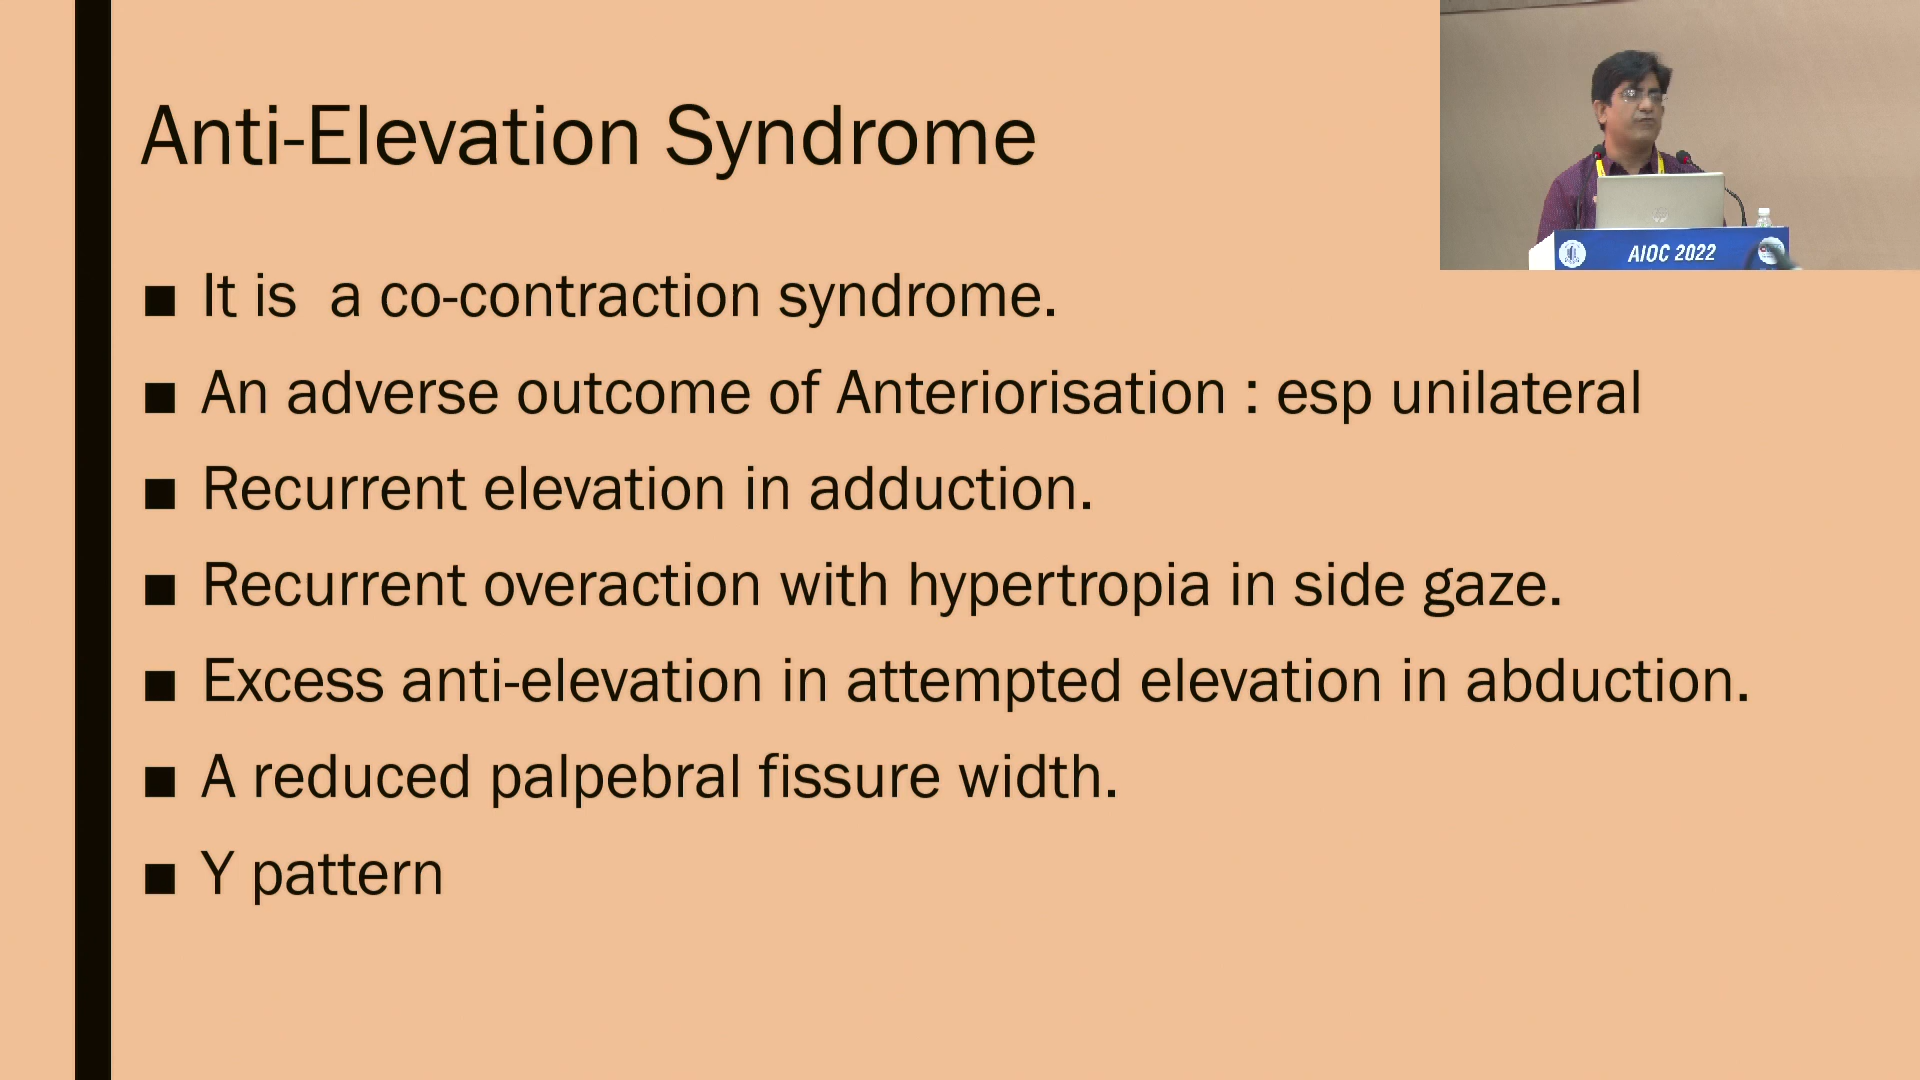 Anti-Elevation Syndrome
AIOC 2022
■ It is a co-contraction syndrome.
■ An adverse outcome of Anteriorisation : esp unilateral
■ Recurrent elevation in adduction.
■ Recurrent overaction with hypertropia in side gaze.
■ Excess anti-elevation in attempted elevation in abduction.
■ A reduced palpebral fissure width.
■ Y pattern